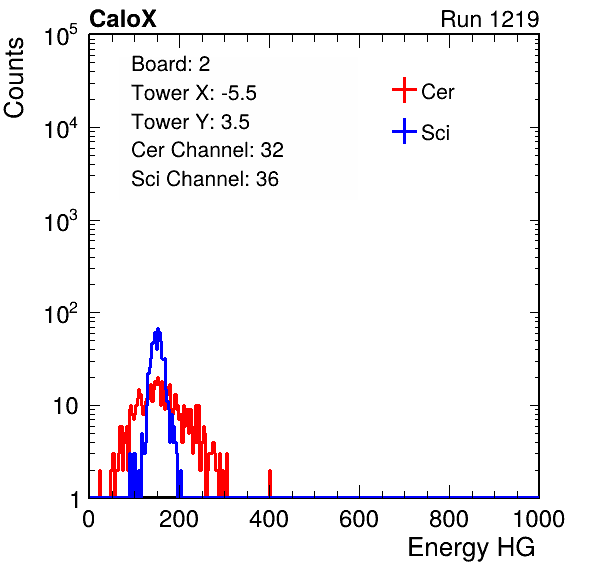 CaloX Run 1219
Counts
Board: 2
Tower X: -5.5
Tower Y: 3.5
Cer Channel: 32
Sci Channel: 36
Cer
Sci
10^5
10^4
10^3
10^2
10
1
0 200 400 600 800 1000
Energy HG